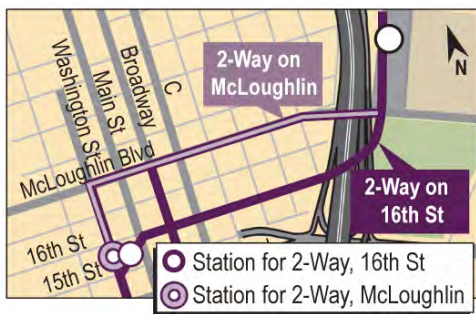 2-Way on
McLoughlin
N
Washington St
Main St
Broadway
C
McLoughlin Blvd
2-Way on
16th St
16th St
15th St
Station for 2-Way, 16th St
Station for 2-Way, McLoughlin